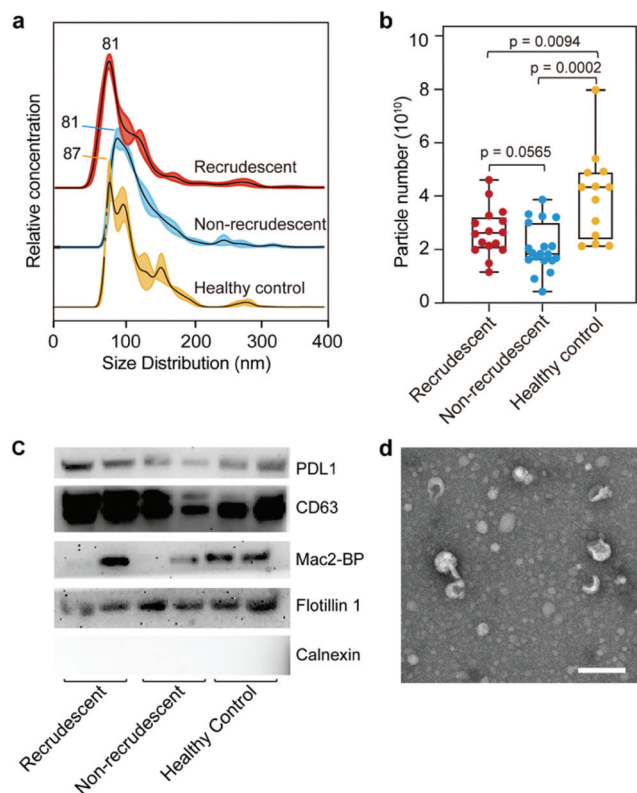 a
81
81
87
Recrudescent
Non-recrudescent
Healthy control
Relative concentration
0
100
200
300
400
Size Distribution (nm)
b
p = 0.0094
p = 0.0002
p = 0.0565
Particle number (10¹⁰)
10
8
6
4
2
0
Recrudescent
Non-recrudescent
Healthy control
c
PDL1
CD63
Mac2-BP
Flotillin 1
Calnexin
Recrudescent
Non-recrudescent
Healthy Control
d